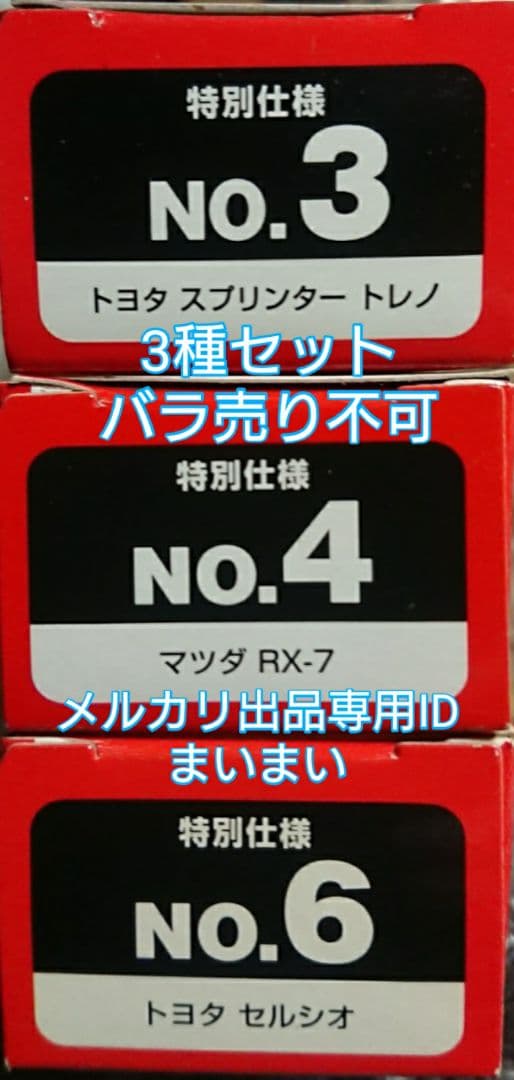 特別仕様
NO.3
トヨタ スプリンター トレノ
3種セット
バラ売り不可
特別仕様
NO.4
マツダ RX-7
メルカリ出品専用ID
まいまい
特別仕様
NO.6
トヨタ セルシオ